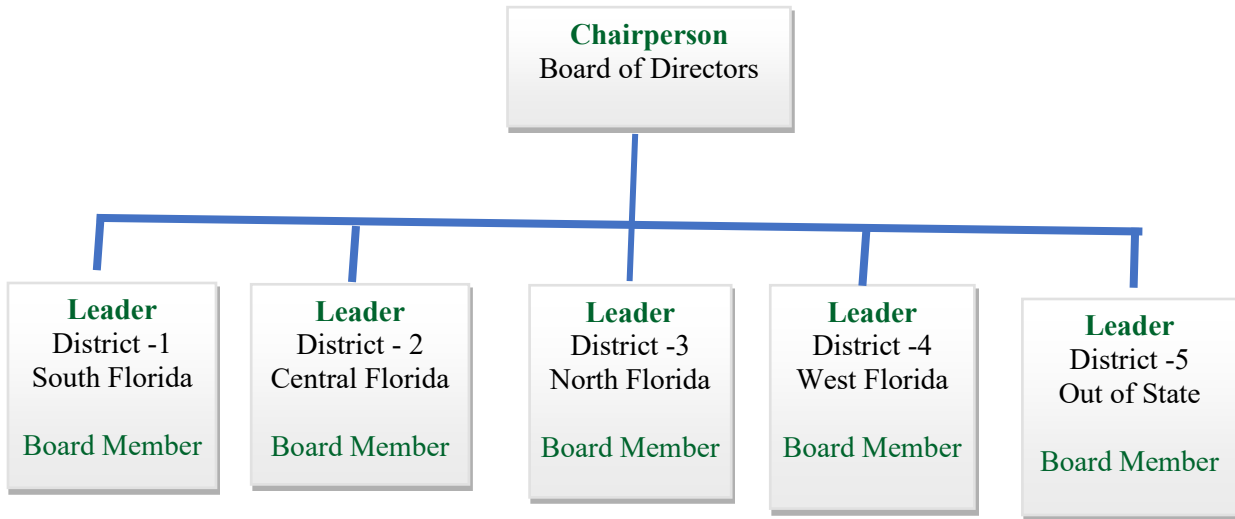 Chairperson
Board of Directors
Leader
District -1
South Florida
Board Member
Leader
District - 2
Central Florida
Board Member
Leader
District -3
North Florida
Board Member
Leader
District -4
West Florida
Board Member
Leader
District -5
Out of State
Board Member